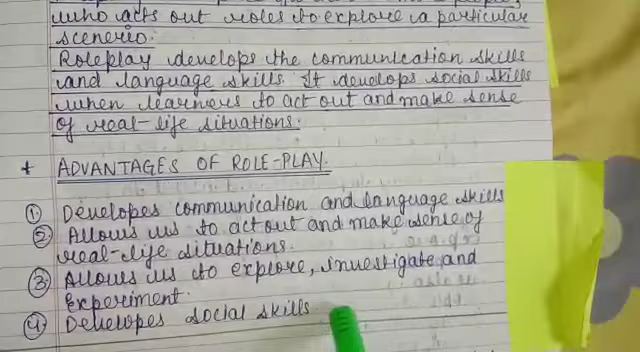 who acts out roles to explore a particular
scenerio.
Roleplay develops the communication skills
and language skills. It develops social skills
when learners to act out and make sense
of real-life situations.
* ADVANTAGES OF ROLE-PLAY.
① Developes communication and language skills
② Allows us to act out and make sense of
real-life situations.
③ Allows us to explore, investigate and
Experiment.
④ Developes social skills